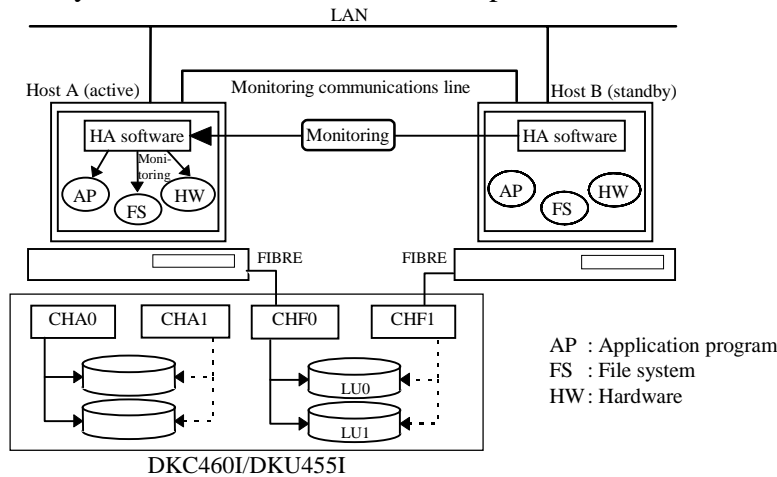 LAN
Monitoring communications line
Host A (active)
Host B (standby)
HA software
Monitoring
HA software
Moni-
toring
AP
FS
HW
AP
FS
HW
FIBRE
FIBRE
CHA0
CHA1
CHF0
CHF1
LU0
LU1
AP : Application program
FS : File system
HW : Hardware
DKC460I/DKU455I